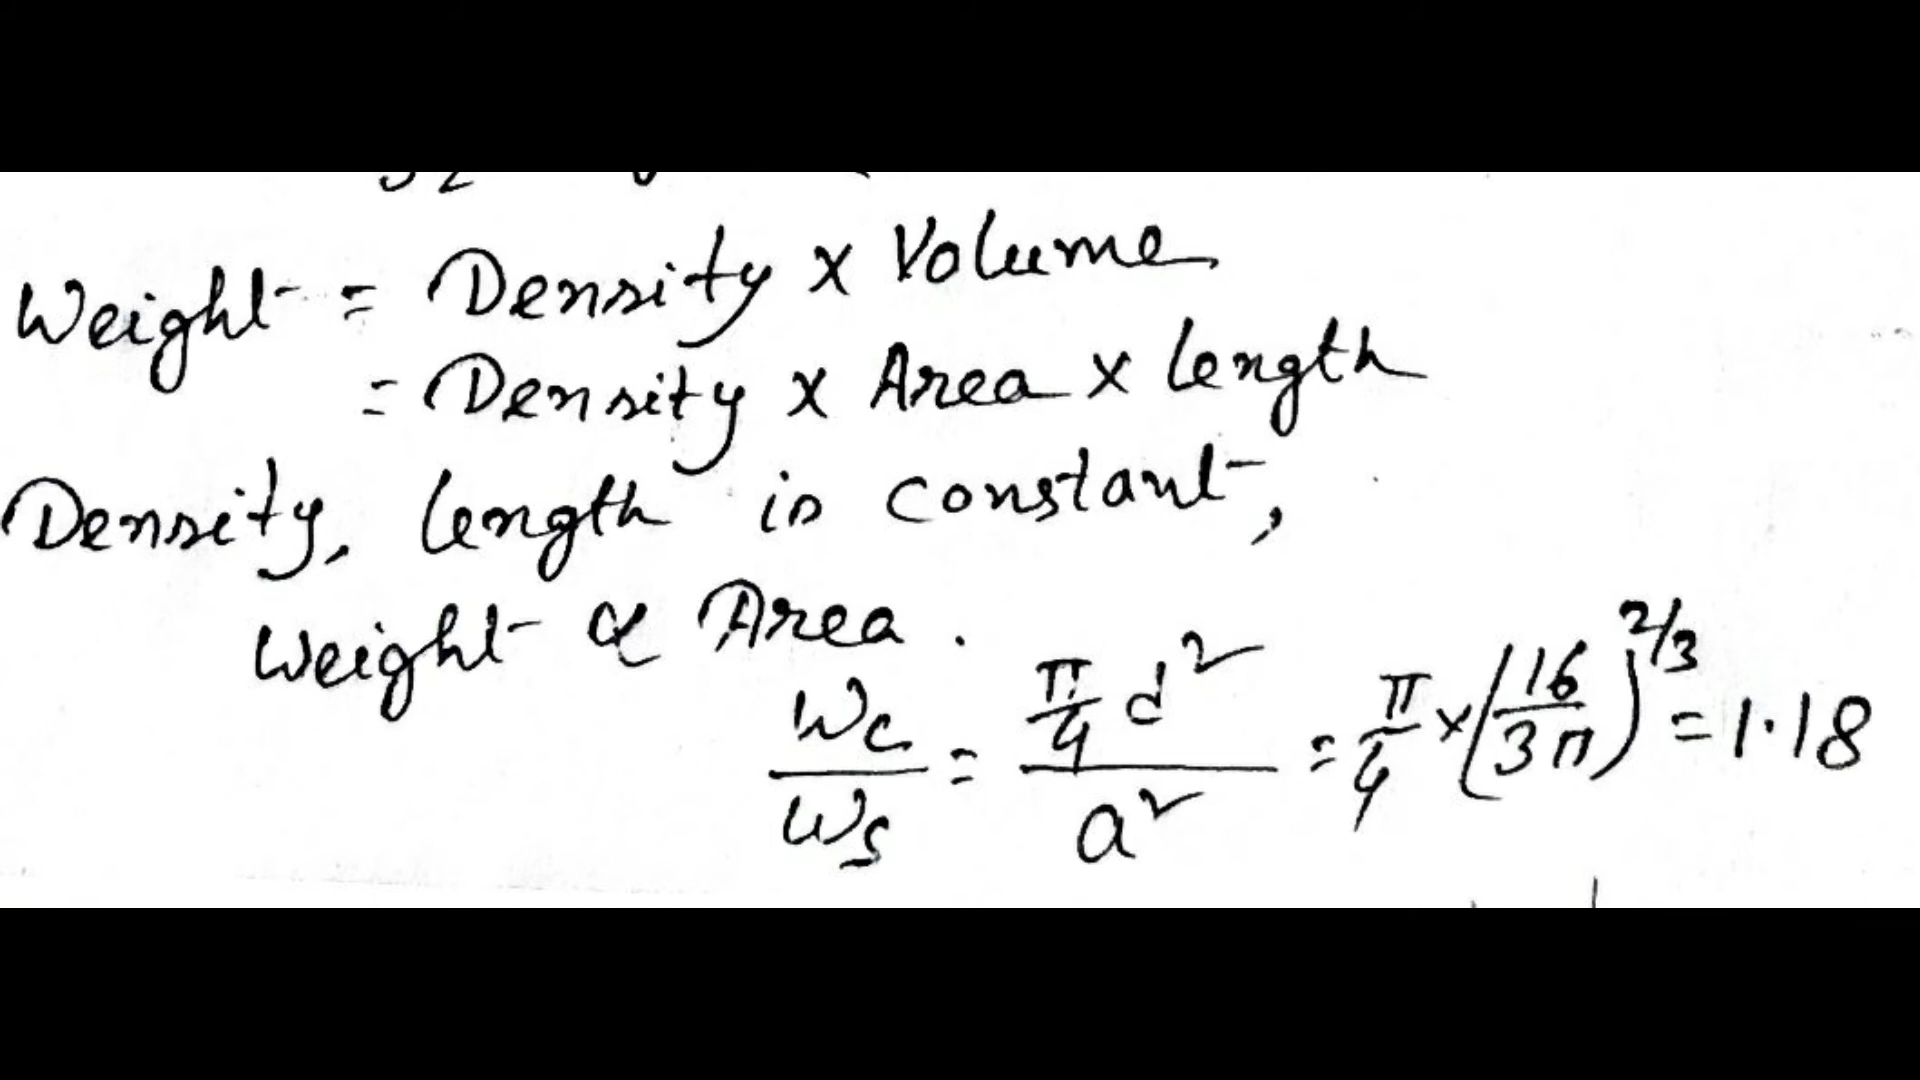 Weight = Density x Volume
= Density x Area x length
Density, length is constant,
Weight ∝ Area.
Wc/Ws = (π/4 d²)/a² = π/4 x (16/3π)^2/3 = 1.18